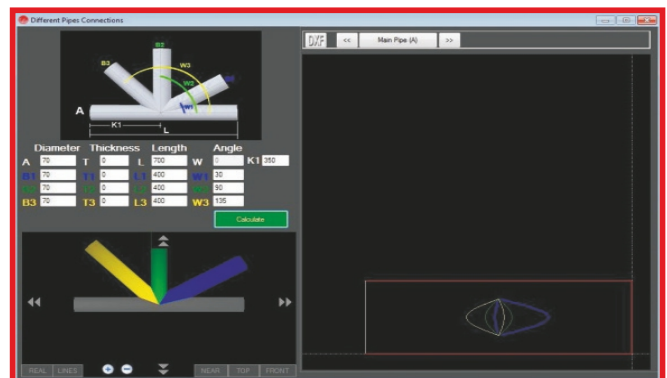 Different Pipes Connections
DXF << Main Pipe (A) >>
B2
B3 W3
W2
W1
A
K1
L
Diameter Thickness Length Angle
A 70 T 0 L 700 W 0 K1 350
B1 70 T1 0 L1 400 W1 30
B2 70 T2 0 L2 400 W2 90
B3 70 T3 0 L3 400 W3 135
Calculate
REAL LINES NEAR TOP FRONT